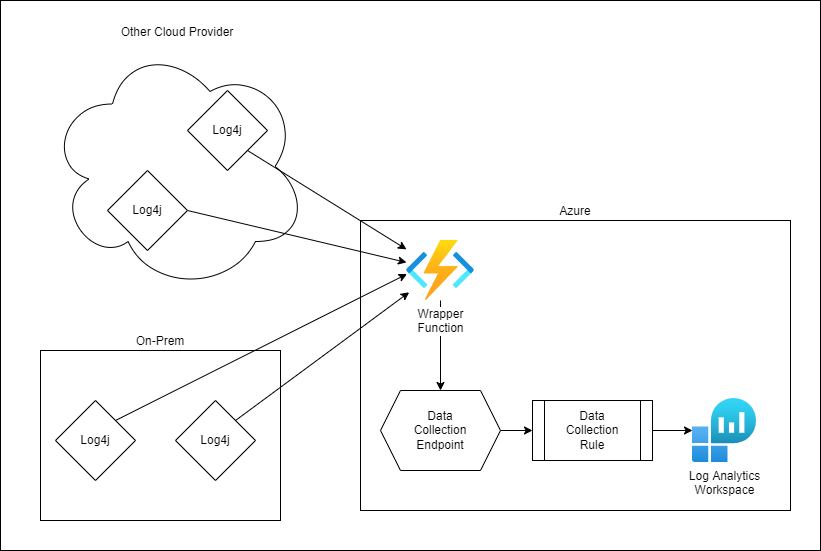 Other Cloud Provider
Log4j
Log4j
Azure
Wrapper
Function
On-Prem
Log4j
Log4j
Data
Collection
Endpoint
Data
Collection
Rule
Log Analytics
Workspace